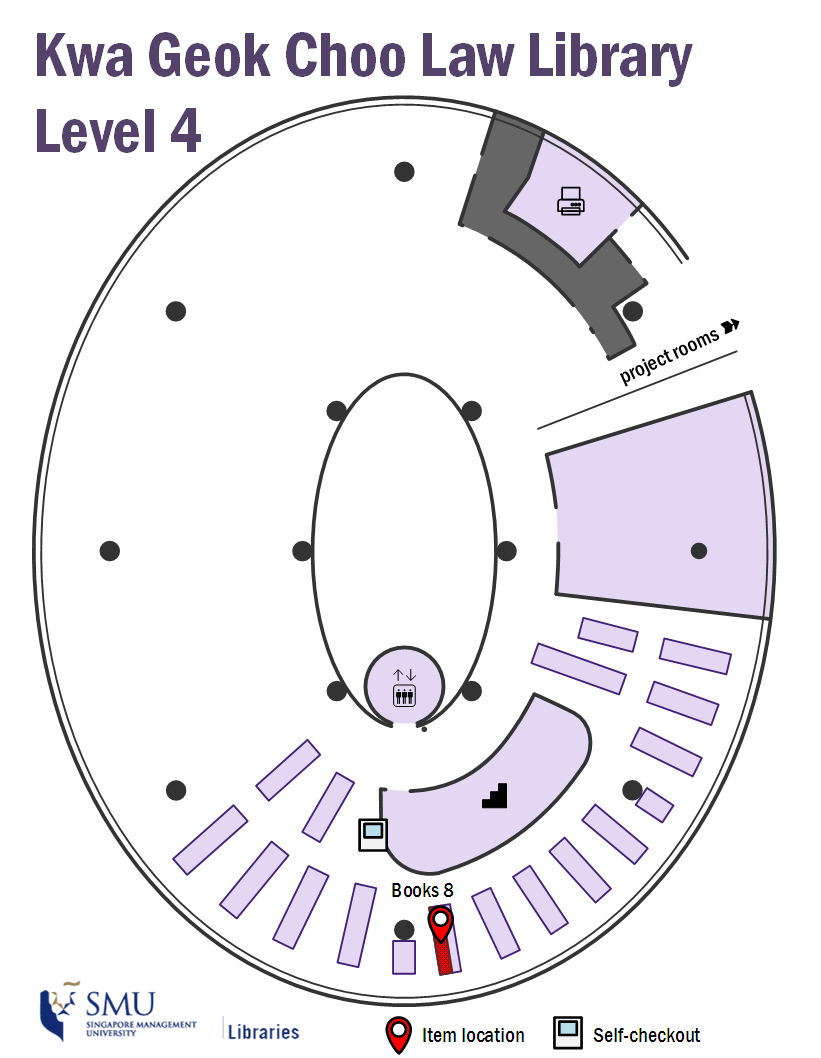 Kwa Geok Choo Law Library
Level 4
project rooms
Books 8
SMU
SINGAPORE MANAGEMENT
UNIVERSITY
Libraries
Item location
Self-checkout